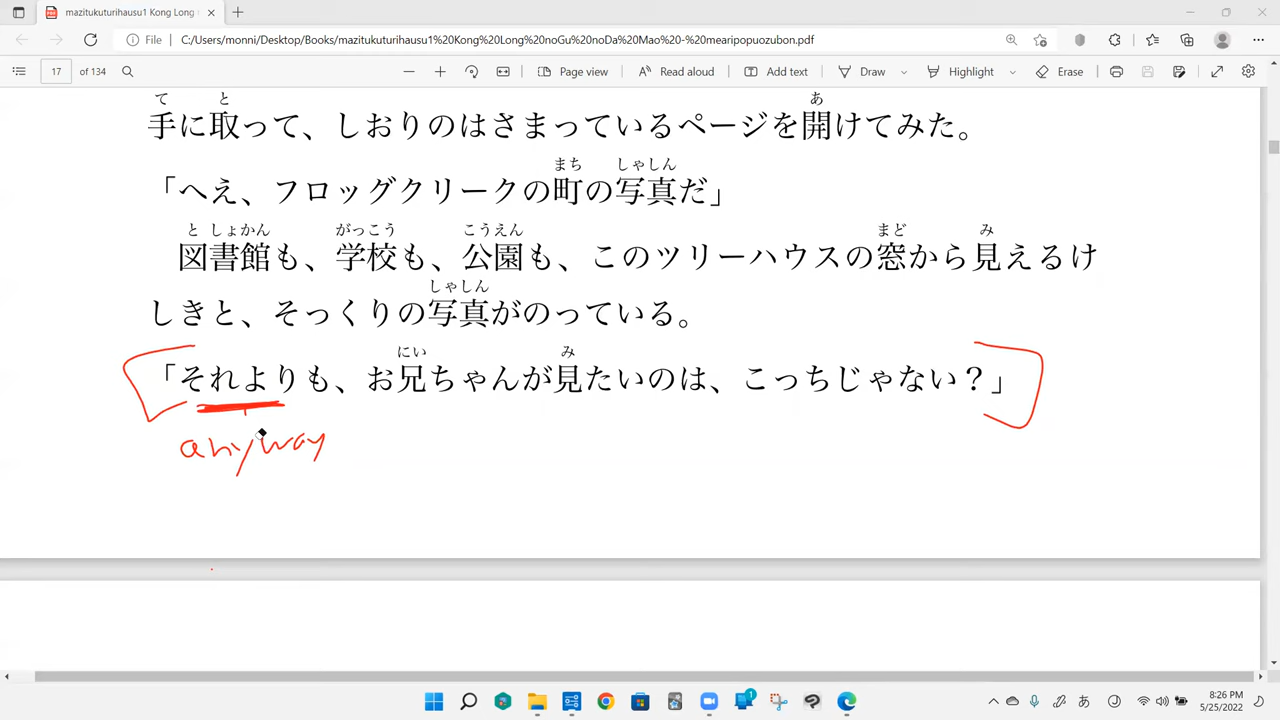 mazitukuturihausu1 Kong Long
File C:/Users/monni/Desktop/Books/mazitukuturihausu1%20Kong%20Long%20noGu%20noDa%20Mao%20-%20mearipopuozubon.pdf
17 of 134 Page view Read aloud Add text Draw Highlight Erase
て と あ
手に取って、しおりのはさまっているページを開けてみた。
まち しゃしん
「へえ、フロッグクリークの町の写真だ」
と しょかん がっこう こうえん まど み
図書館も、学校も、公園も、このツリーハウスの窓から見えるけ
しゃしん
しきと、そっくりの写真がのっている。
にい み
「それよりも、お兄ちゃんが見たいのは、こっちじゃない？」
anyway
1 あ 8:26 PM
5/25/2022